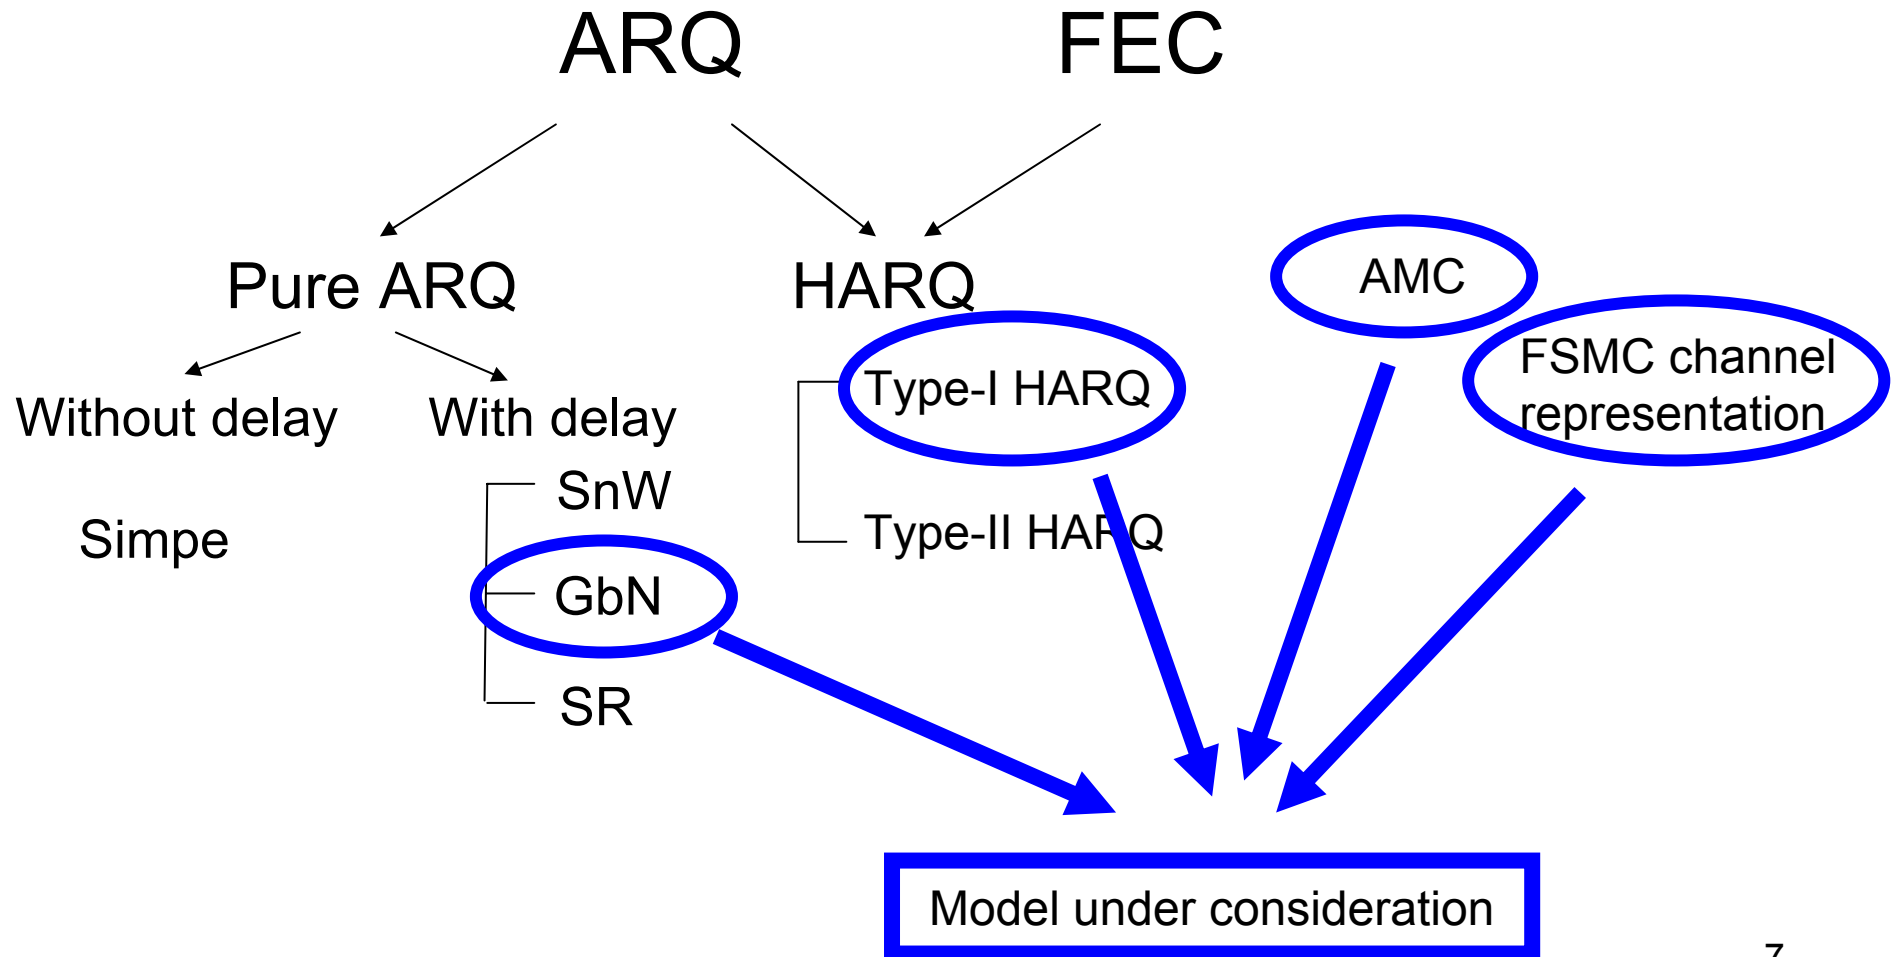 ARQ
FEC
Pure ARQ
HARQ
AMC
FSMC channel
representation
Without delay
With delay
Type-I HARQ
SnW
Simpe
Type-II HARQ
GbN
SR
Model under consideration
7